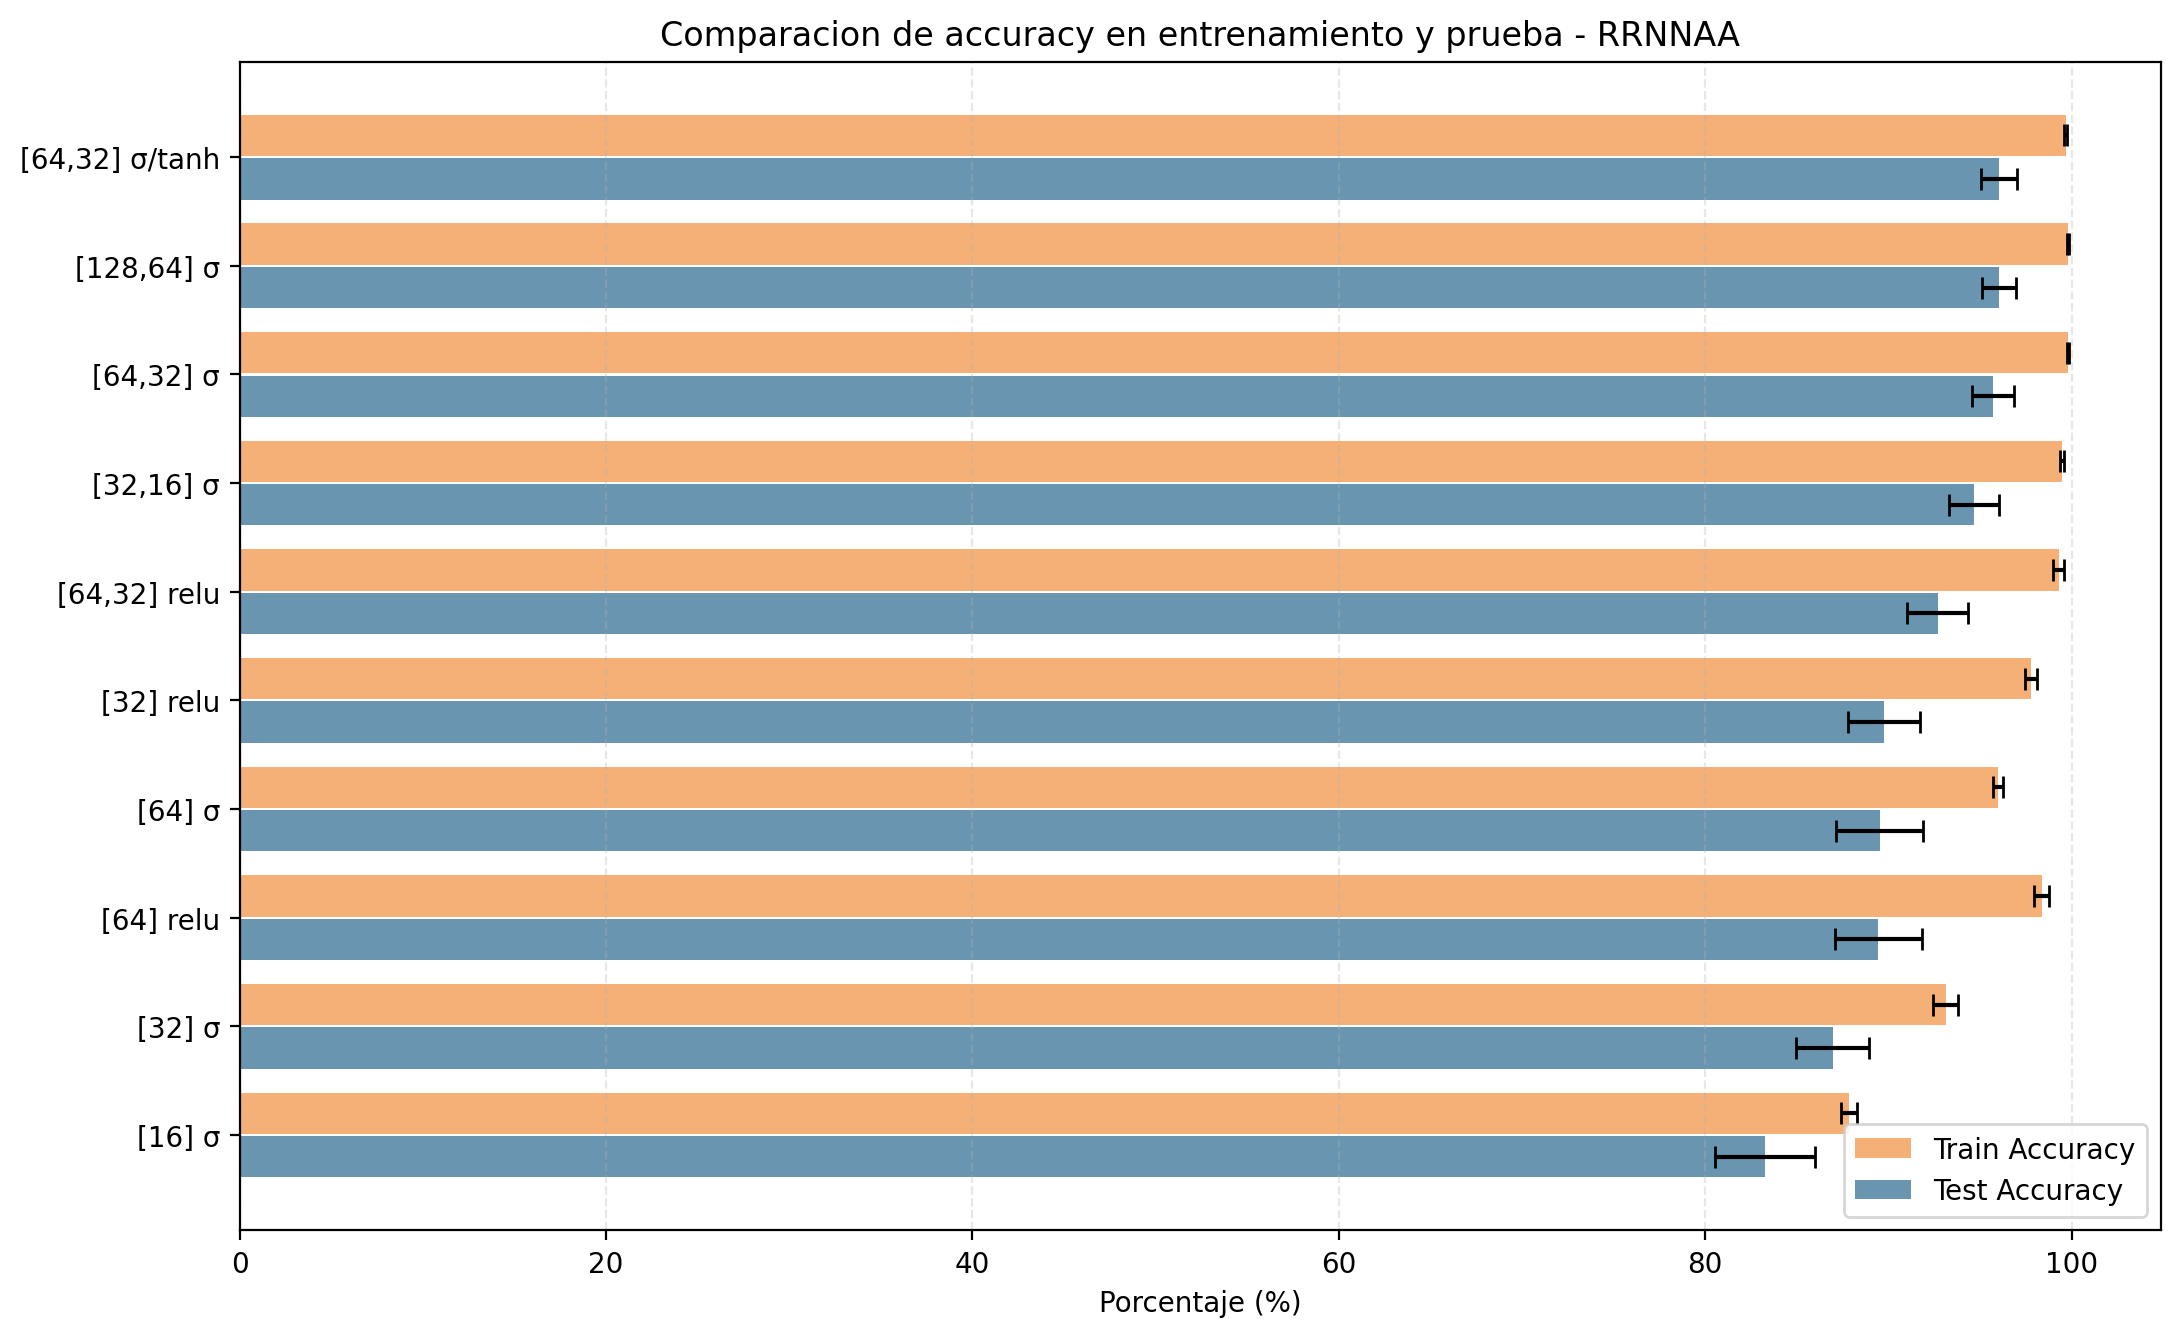 Comparacion de accuracy en entrenamiento y prueba - RRNNAA
[64,32] σ/tanh
[128,64] σ
[64,32] σ
[32,16] σ
[64,32] relu
[32] relu
[64] σ
[64] relu
[32] σ
[16] σ
Train Accuracy
Test Accuracy
0 20 40 60 80 100
Porcentaje (%)